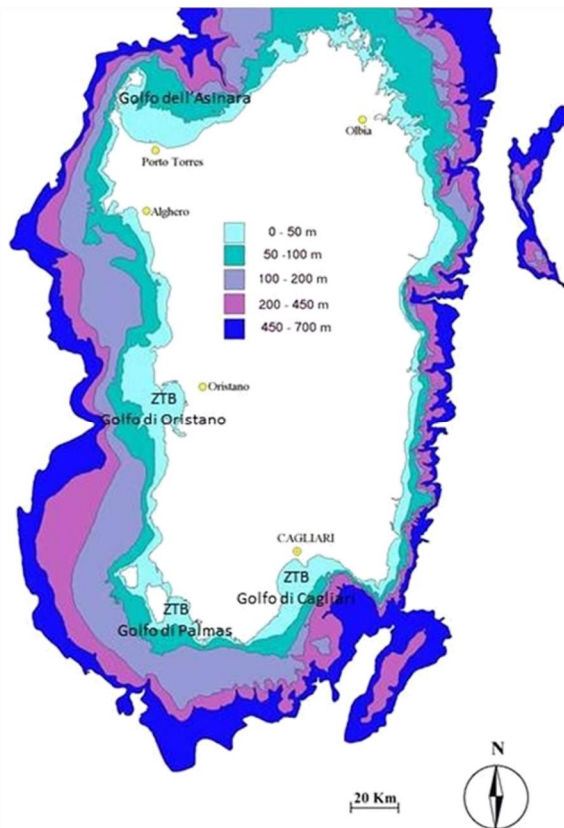 Golfo dell'Asinara
Olbia
Porto Torres
Alghero
0 - 50 m
50 -100 m
100 - 200 m
200 - 450 m
450 - 700 m
Oristano
ZTB
Golfo di Oristano
CAGLIARI
ZTB
Golfo di Cagliari
ZTB
Golfo di Palmas
N
20 Km